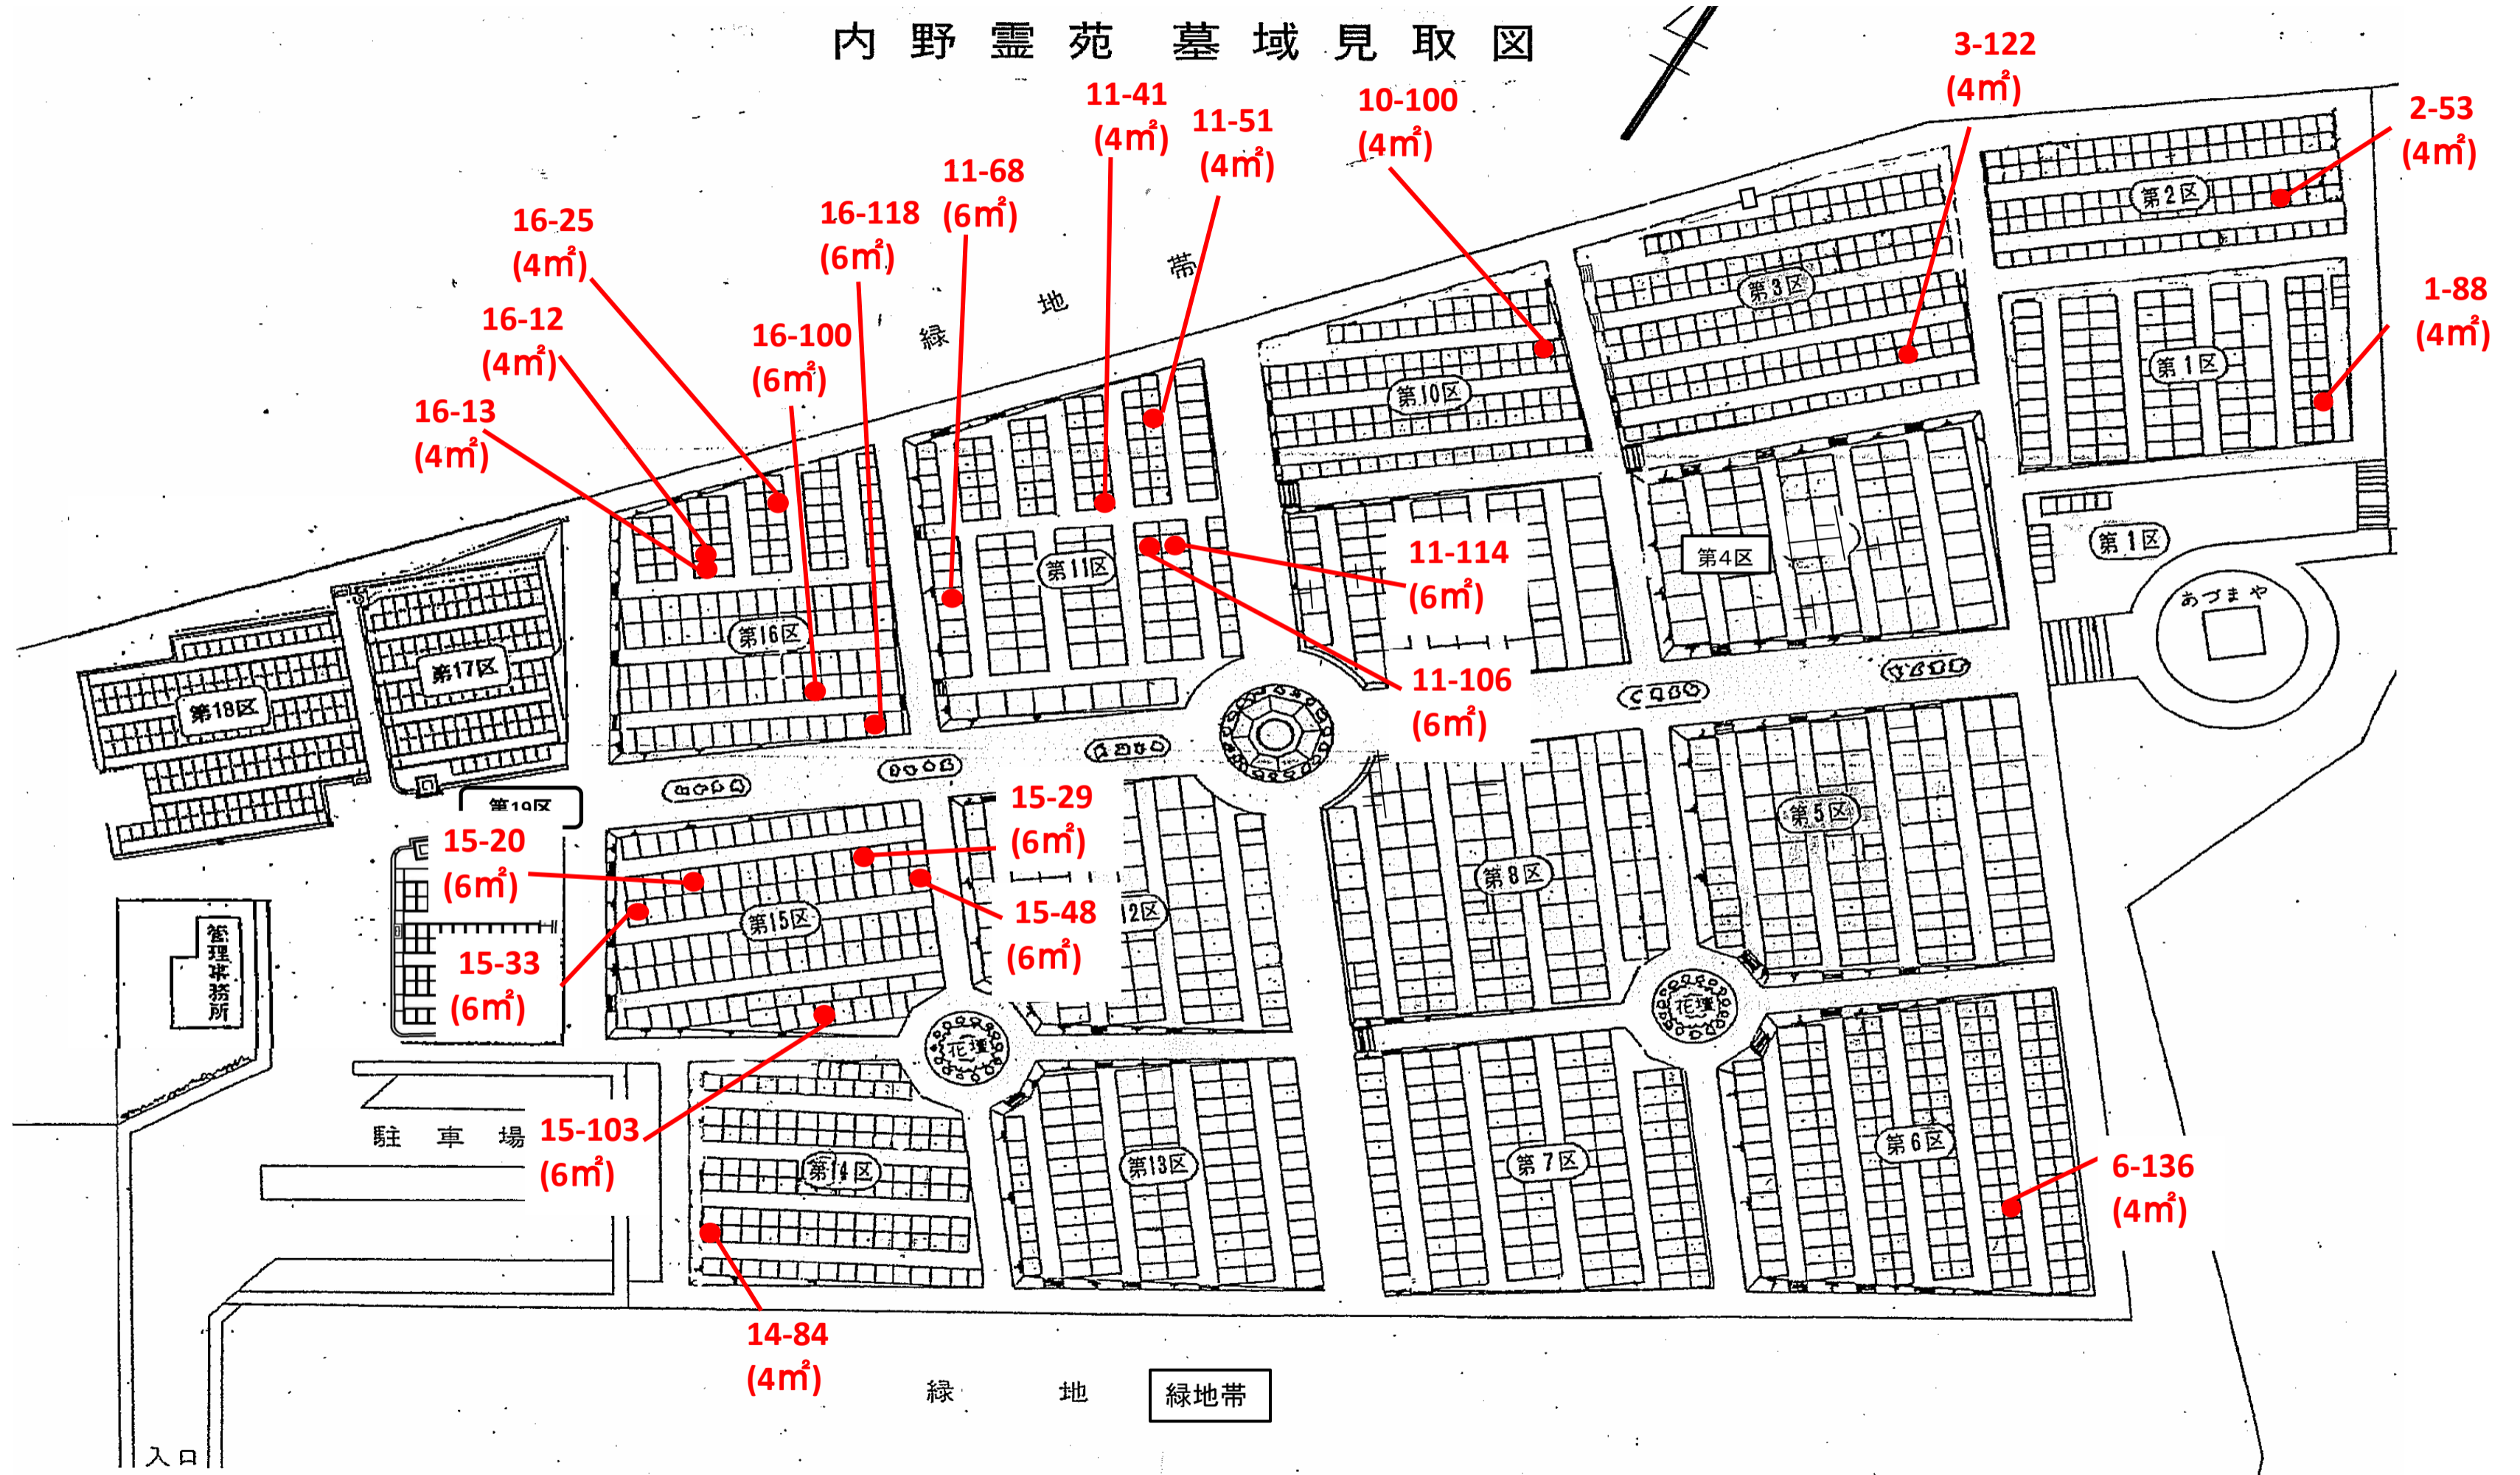 内野霊苑 墓域見取図
3-122
(4㎡)
11-41
(4㎡)
10-100
(4㎡)
2-53
(4㎡)
11-51
(4㎡)
11-68
(6㎡)
16-25
(4㎡)
16-118
(6㎡)
第2区
緑地帯
第3区
1-88
(4㎡)
16-12
(4㎡)
16-100
(6㎡)
第1区
第10区
16-13
(4㎡)
第1区
第4区
11-114
(6㎡)
第11区
あづまや
第16区
第17区
11-106
(6㎡)
第18区
第19区
15-29
(6㎡)
第5区
15-20
(6㎡)
第8区
15-48
(6㎡)
12区
第15区
管理事務所
15-33
(6㎡)
花壇
花壇
15-103
(6㎡)
駐車場
第14区
第13区
第7区
第6区
6-136
(4㎡)
14-84
(4㎡)
緑地
緑地帯
入口